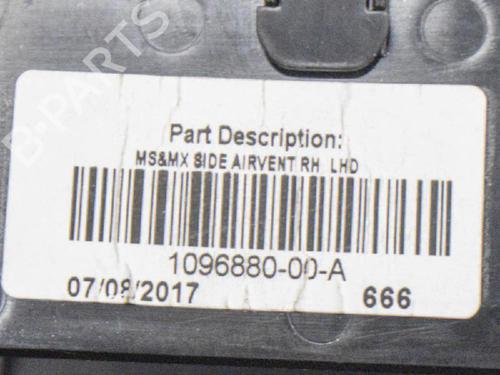 B-PARTS
Part Description:
MS&MX SIDE AIRVENT RH LHD
1096880-00-A
07/08/2017 666